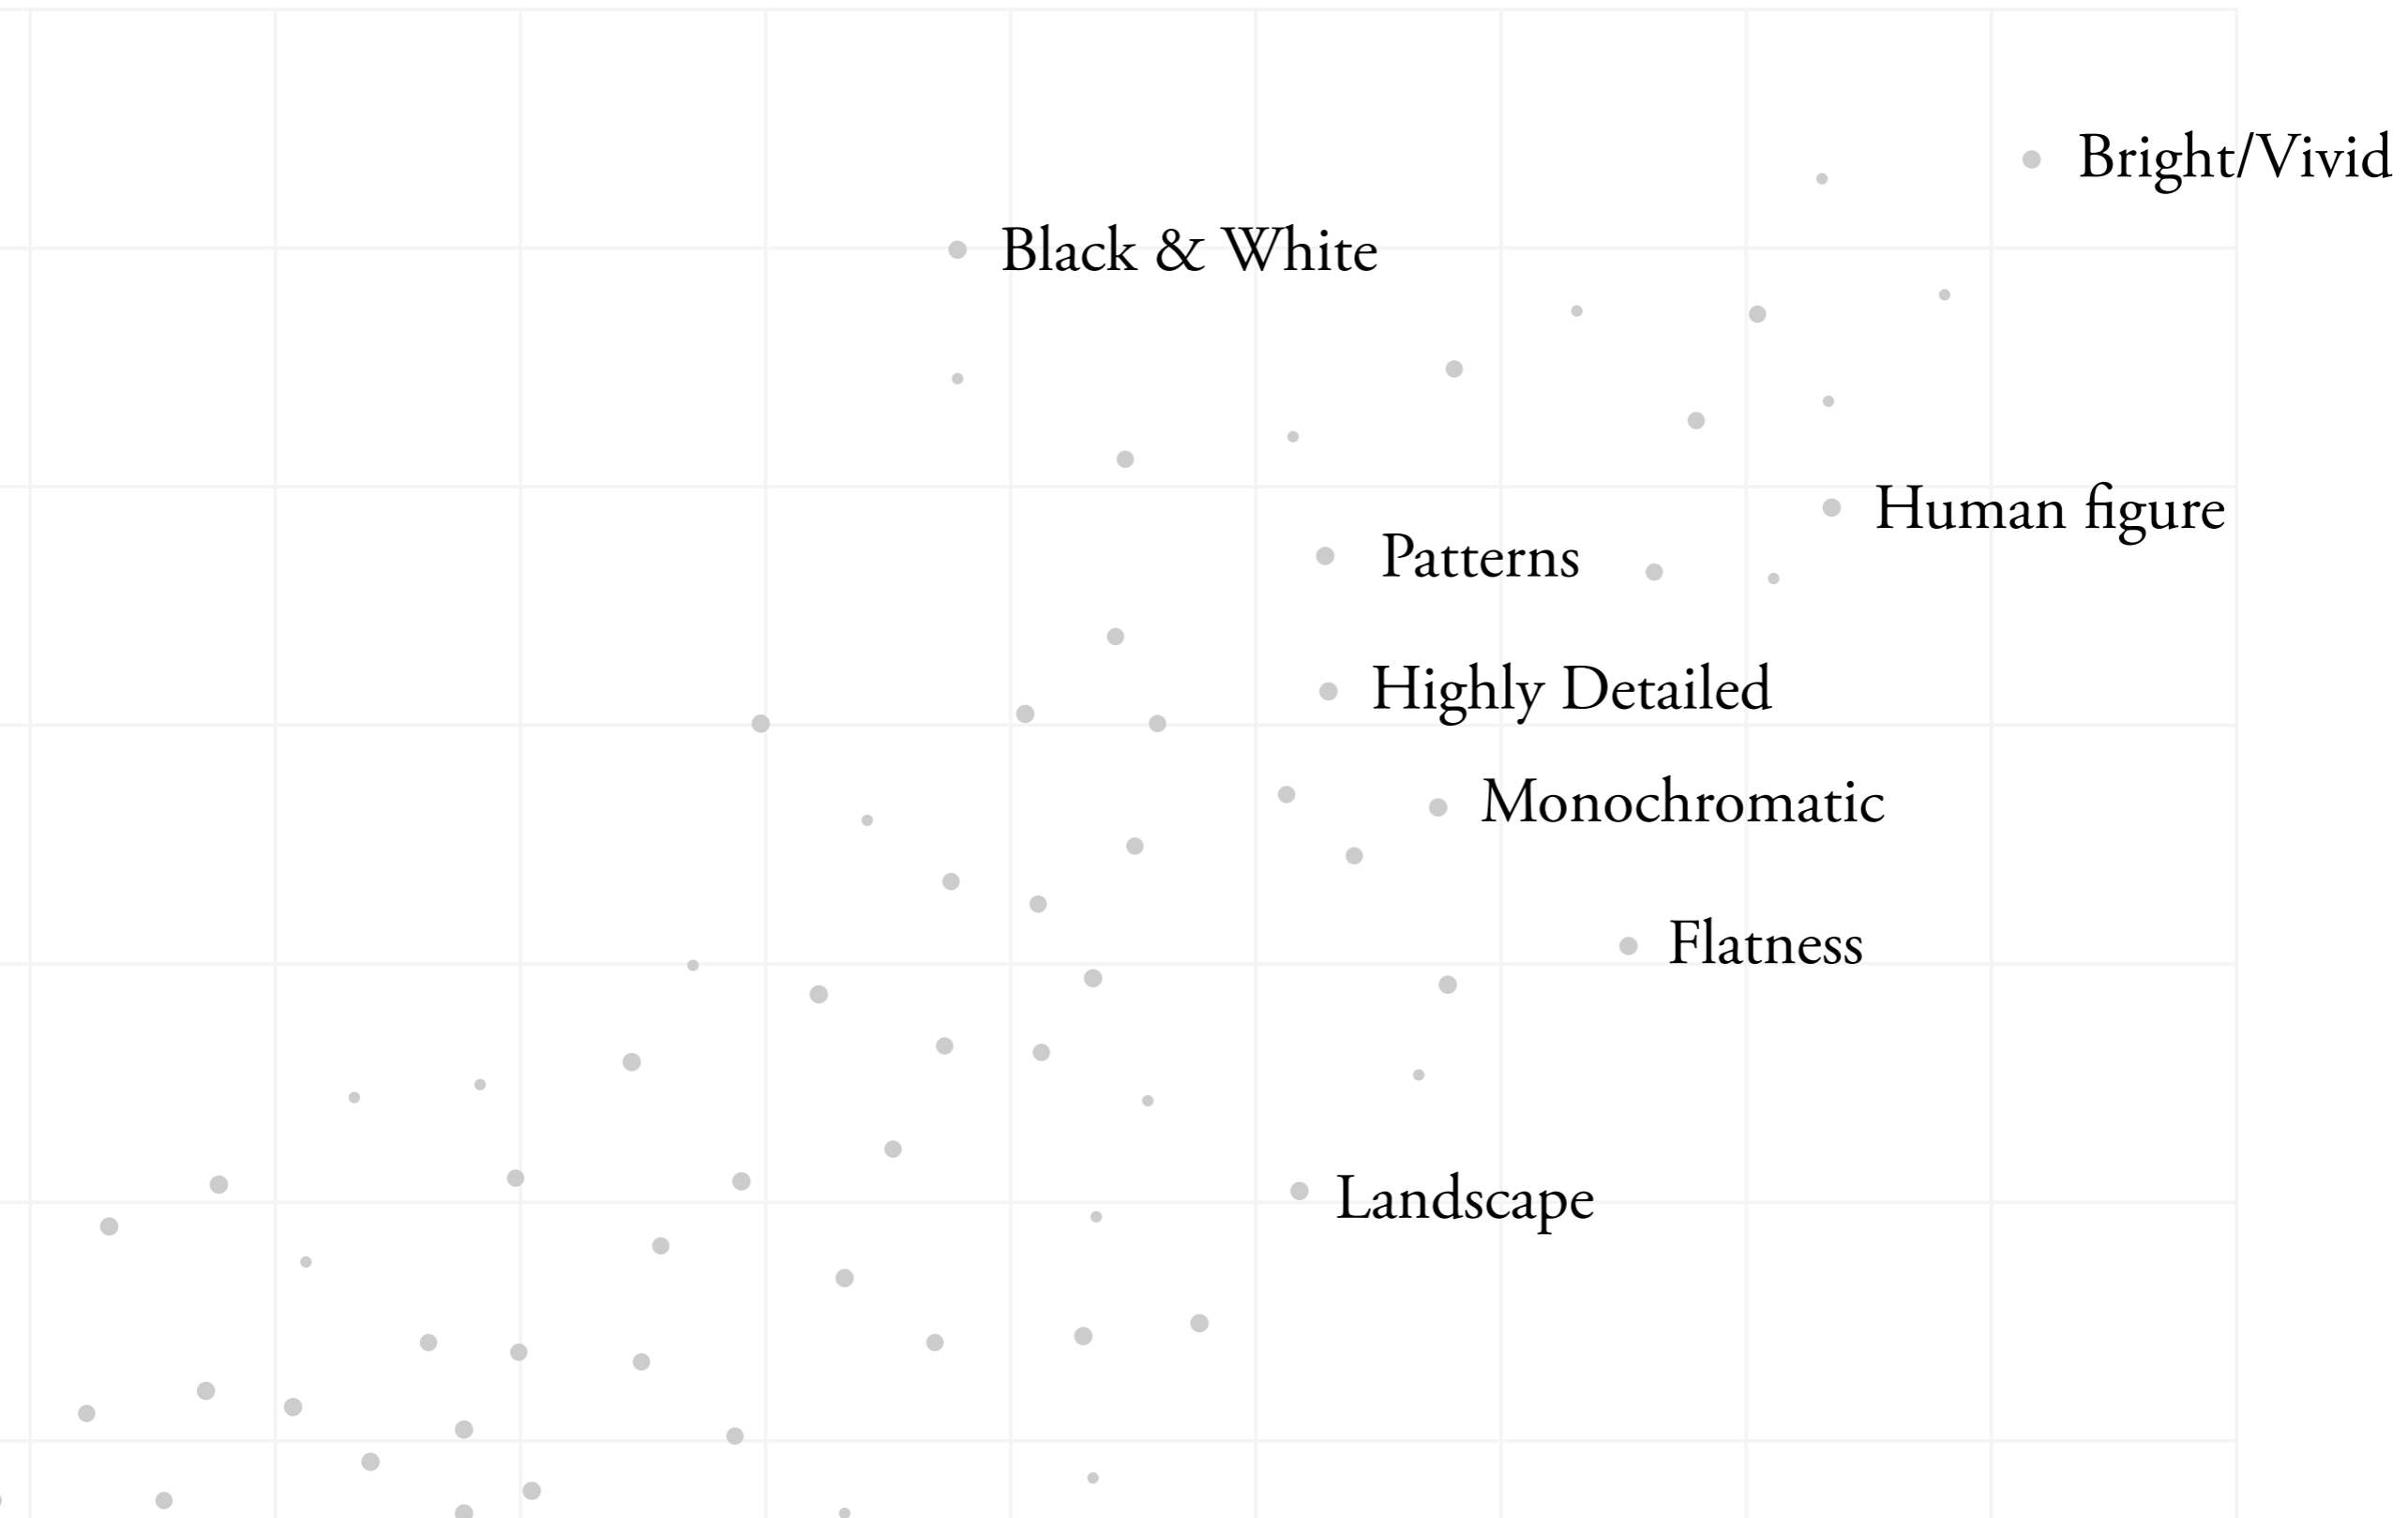 Bright/Vivid
Black & White
Human figure
Patterns
Highly Detailed
Monochromatic
Flatness
Landscape